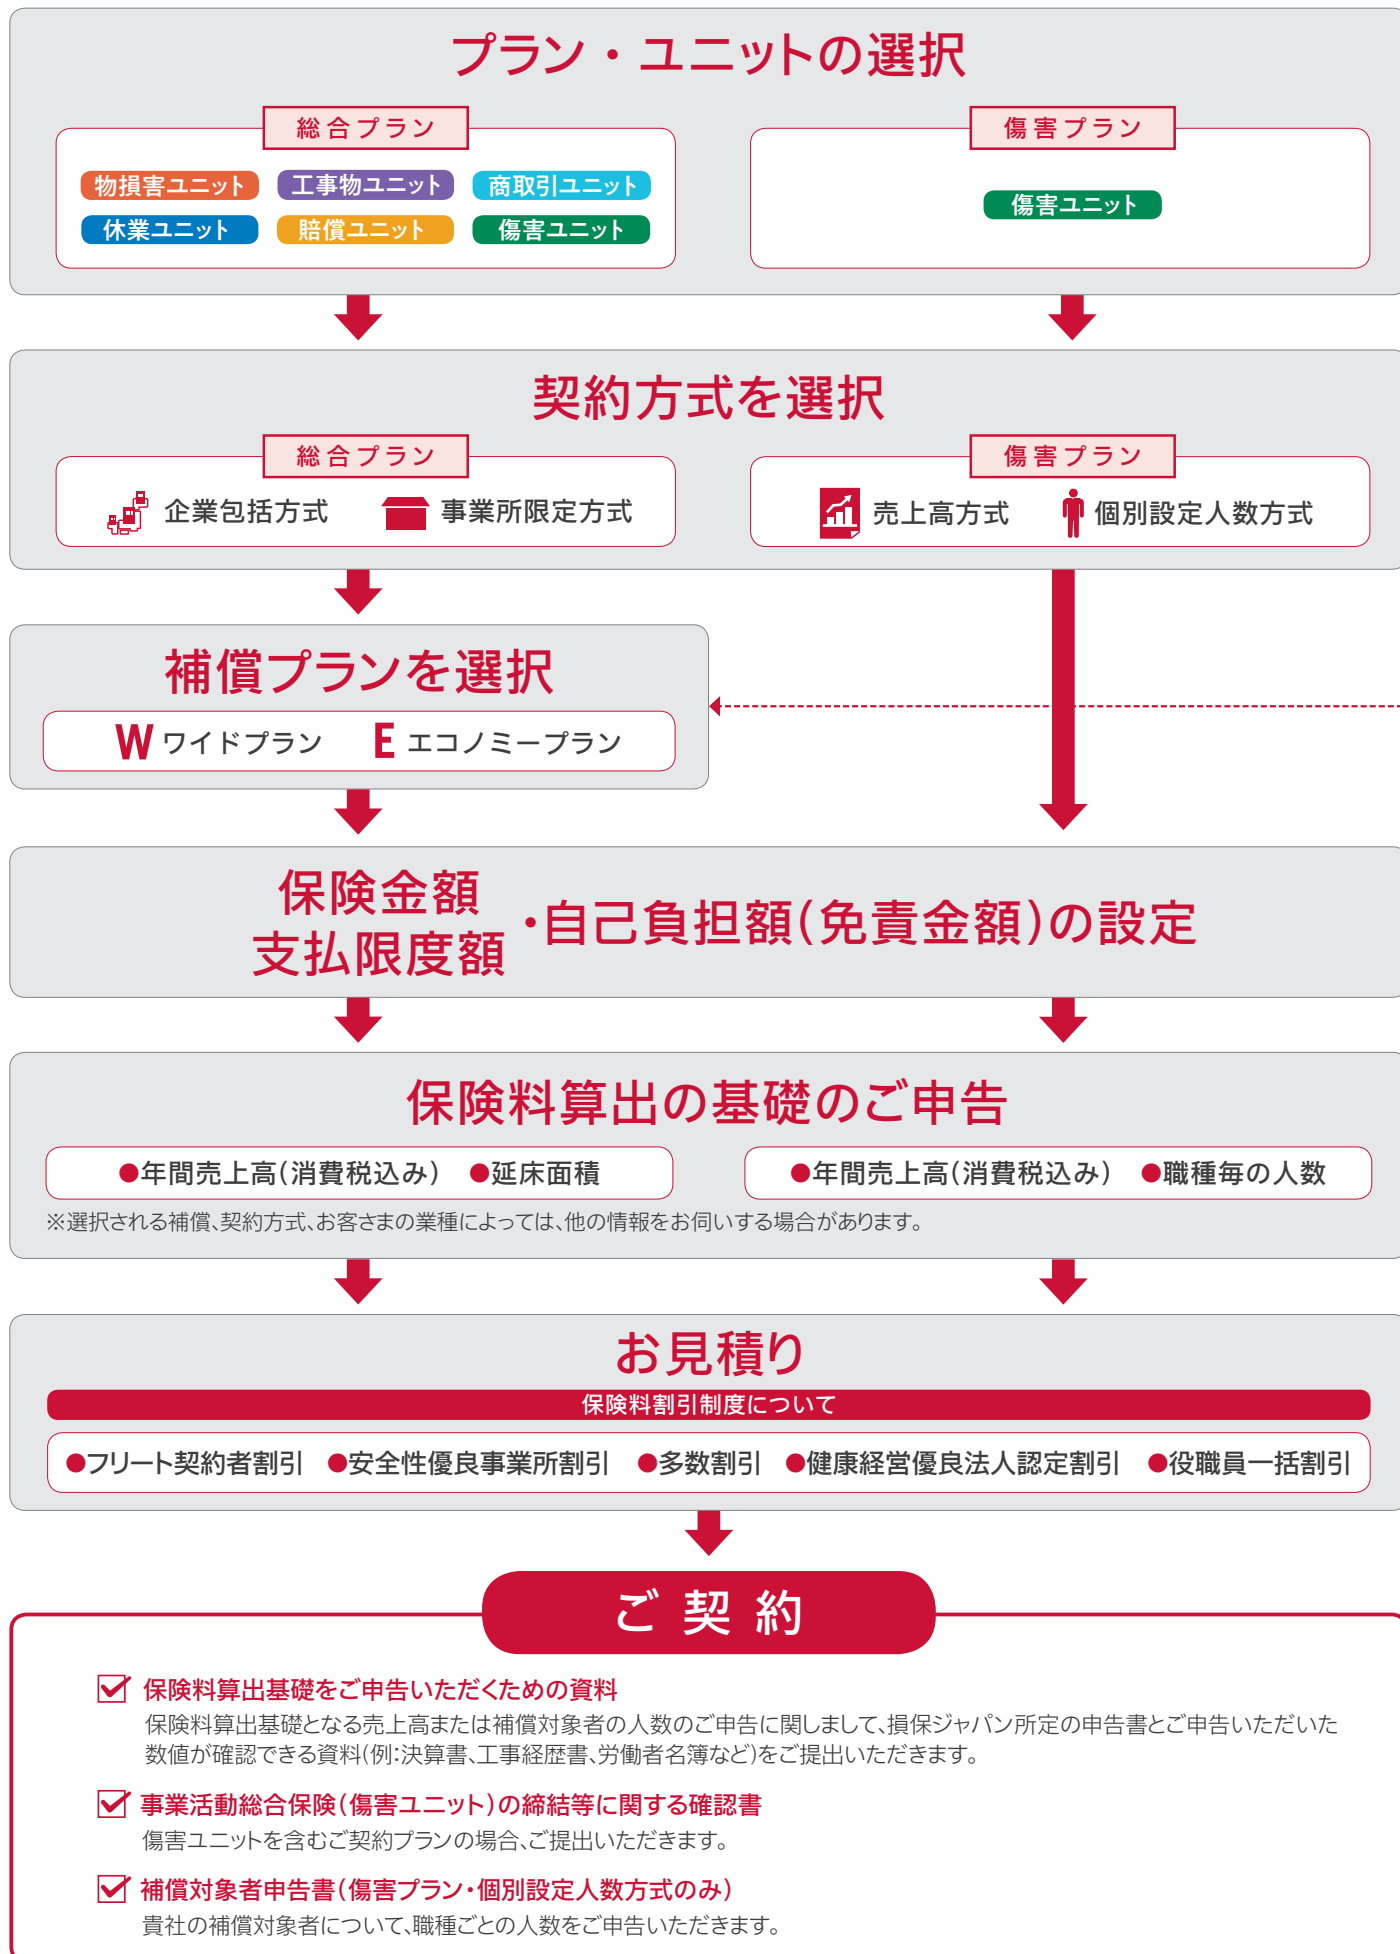 プラン・ユニットの選択
総合プラン
物損害ユニット 工事物ユニット 商取引ユニット
休業ユニット 賠償ユニット 傷害ユニット
傷害プラン
傷害ユニット
契約方式を選択
総合プラン
企業包括方式 事業所限定方式
傷害プラン
売上高方式 個別設定人数方式
補償プランを選択
W ワイドプラン E エコノミープラン
保険金額
支払限度額
・自己負担額(免責金額)の設定
保険料算出の基礎のご申告
●年間売上高(消費税込み) ●延床面積
●年間売上高(消費税込み) ●職種毎の人数
※選択される補償、契約方式、お客さまの業種によっては、他の情報をお伺いする場合があります。
お見積り
保険料割引制度について
●フリート契約者割引 ●安全性優良事業所割引 ●多数割引 ●健康経営優良法人認定割引 ●役職員一括割引
ご契約
保険料算出基礎をご申告いただくための資料
保険料算出基礎となる売上高または補償対象者の人数のご申告に関しまして、損保ジャパン所定の申告書とご申告いただいた
数値が確認できる資料(例:決算書、工事経歴書、労働者名簿など)をご提出いただきます。
事業活動総合保険(傷害ユニット)の締結等に関する確認書
傷害ユニットを含むご契約プランの場合、ご提出いただきます。
補償対象者申告書(傷害プラン・個別設定人数方式のみ)
貴社の補償対象者について、職種ごとの人数をご申告いただきます。